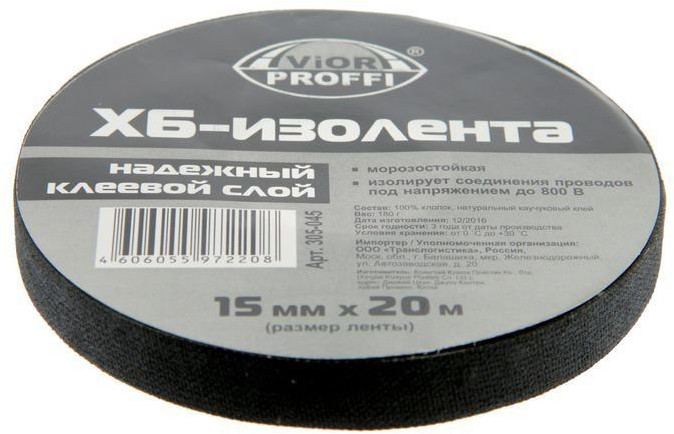 ViOR
PROFFI
®
ХБ-изолента
надежный
клеевой слой
морозостойкая
изолирует соединения проводов
под напряжением до 800 В
Состав: 100% хлопок, натуральный каучуковый клей
Вес: 180 г
Дата изготовления: 12/2016
Срок годности: 3 года от даты производства
Условия хранения: от 0 °С до +30 °С
Импортер / Уполномоченная организация:
ООО «Транслогистика», Россия,
Моск. обл., г. Балашиха, мкр. Железнодорожный,
ул. Автозаводская, д. 20
Изготовитель:
4 606055 972208
Арт. 305-045
15 мм х 20 м
(размер ленты)